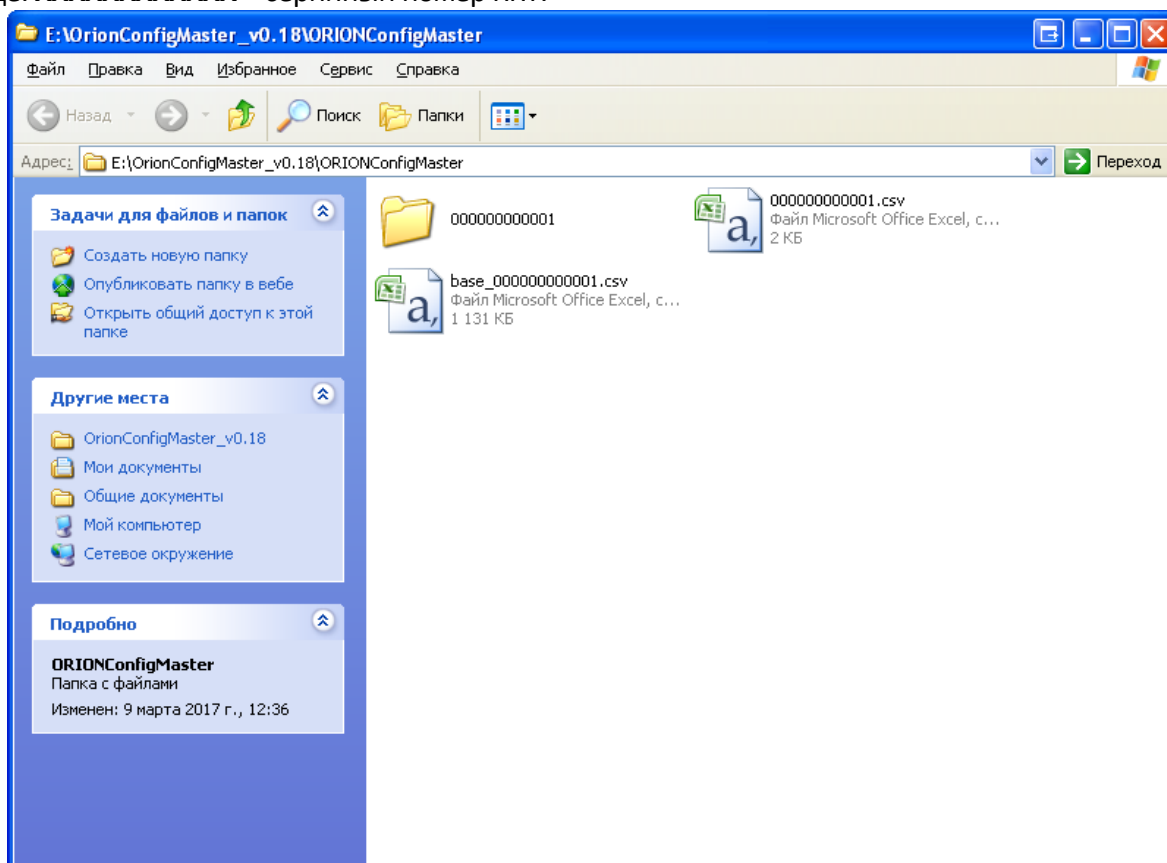 серийный номер
E:\OrionConfigMaster_v0.18\ORIONConfigMaster
Файл Правка Вид Избранное Сервис Справка
Назад Поиск Папки
Адрес: E:\OrionConfigMaster_v0.18\ORIONConfigMaster Переход
Задачи для файлов и папок
Создать новую папку
Опубликовать папку в вебе
Открыть общий доступ к этой
папке
Другие места
OrionConfigMaster_v0.18
Мои документы
Общие документы
Мой компьютер
Сетевое окружение
Подробно
ORIONConfigMaster
Папка с файлами
Изменен: 9 марта 2017 г., 12:36
000000000001
000000000001.csv
Файл Microsoft Office Excel, с...
2 КБ
base_000000000001.csv
Файл Microsoft Office Excel, с...
1 131 КБ